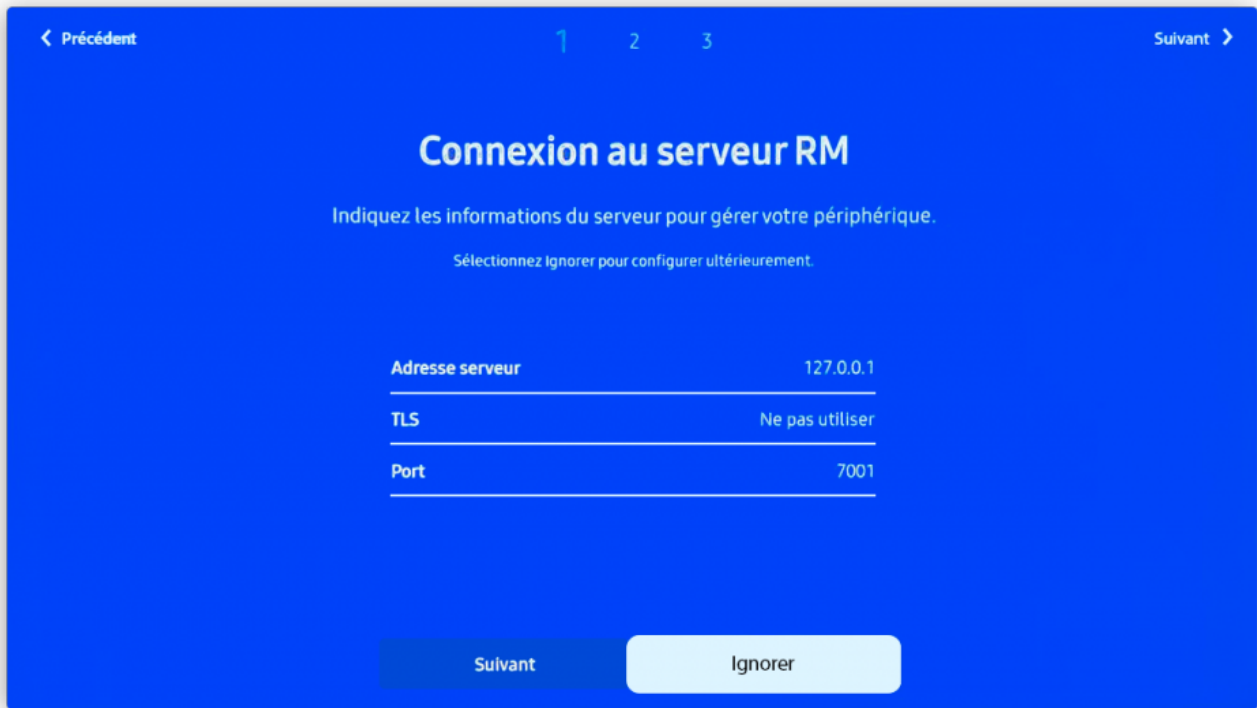 Précédent
1 2 3
Suivant
Connexion au serveur RM
Indiquez les informations du serveur pour gérer votre périphérique.
Sélectionnez Ignorer pour configurer ultérieurement.
Adresse serveur 127.0.0.1
TLS Ne pas utiliser
Port 7001
Suivant Ignorer